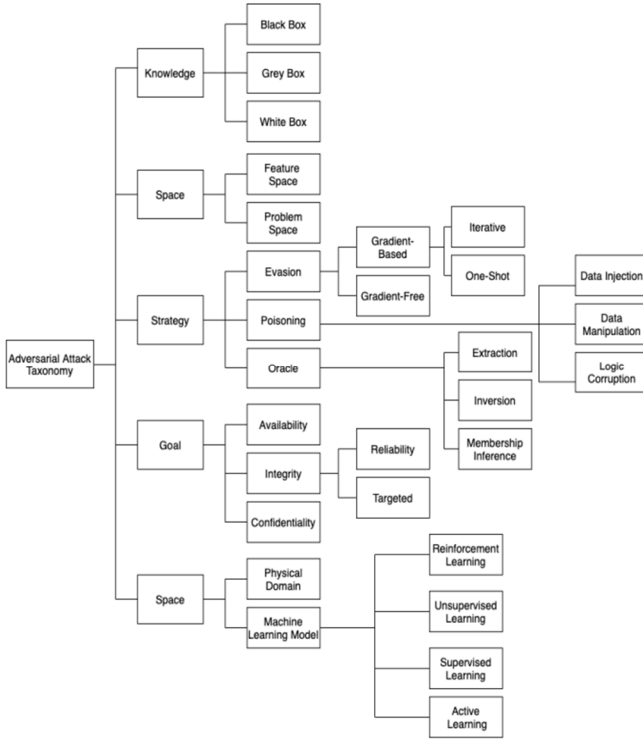 Black Box
Knowledge
Grey Box
White Box
Feature
Space
Space
Problem
Space
Iterative
Gradient-
Based
Evasion
One-Shot
Data Injection
Gradient-Free
Strategy
Poisoning
Data
Manipulation
Adversarial Attack
Taxonomy
Oracle
Extraction
Logic
Corruption
Inversion
Availability
Goal
Reliability
Membership
Inference
Integrity
Targeted
Confidentiality
Reinforcement
Learning
Physical
Domain
Space
Unsupervised
Learning
Machine
Learning Model
Supervised
Learning
Active
Learning